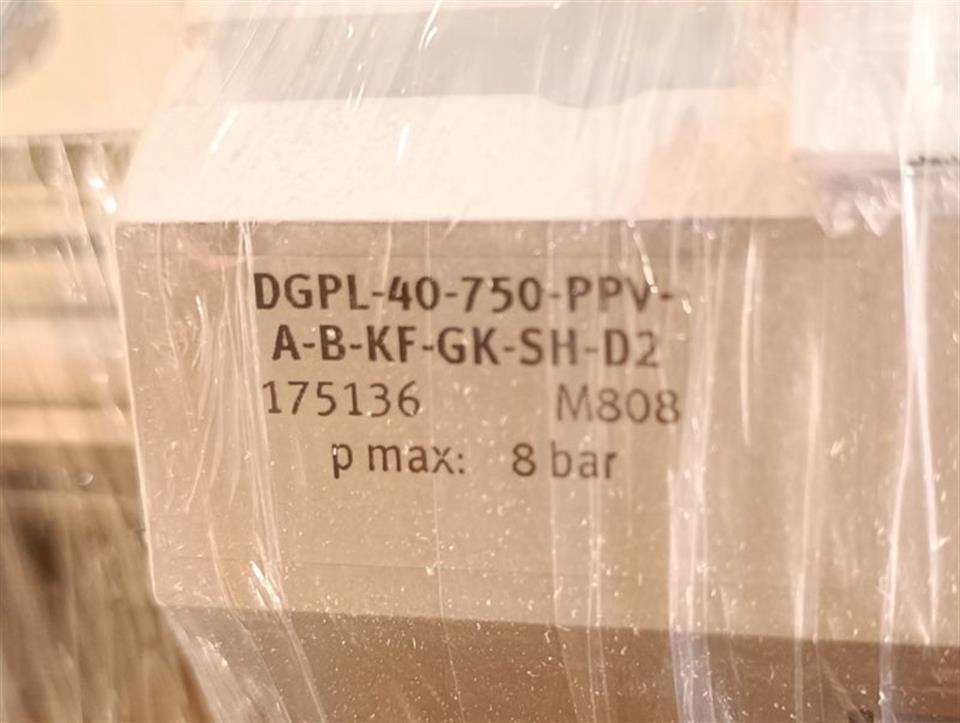 DGPL-40-750-PPV-
A-B-KF-GK-SH-D2
175136 M808
p max: 8 bar